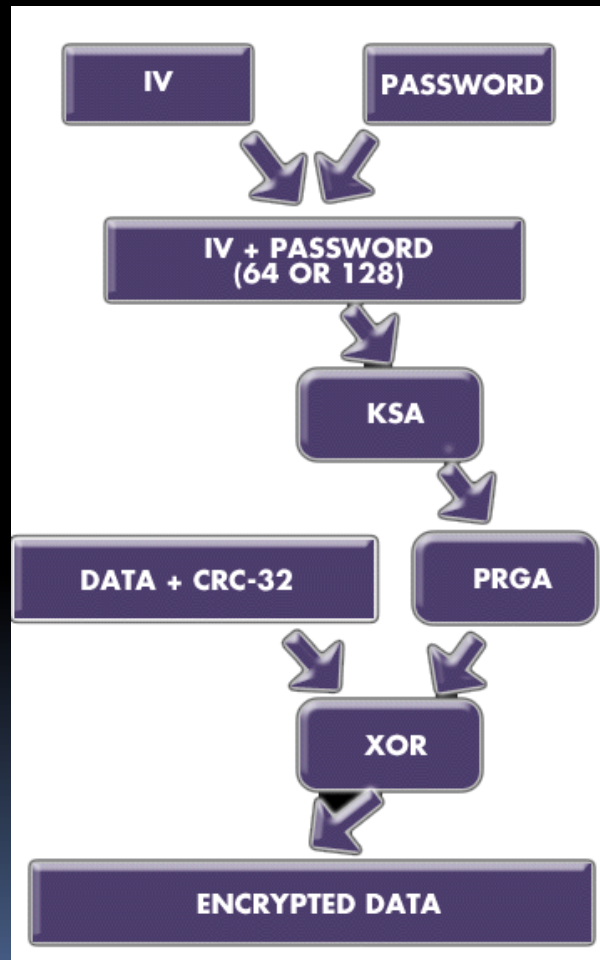 IV
PASSWORD
IV + PASSWORD
(64 OR 128)
KSA
DATA + CRC-32
PRGA
XOR
ENCRYPTED DATA